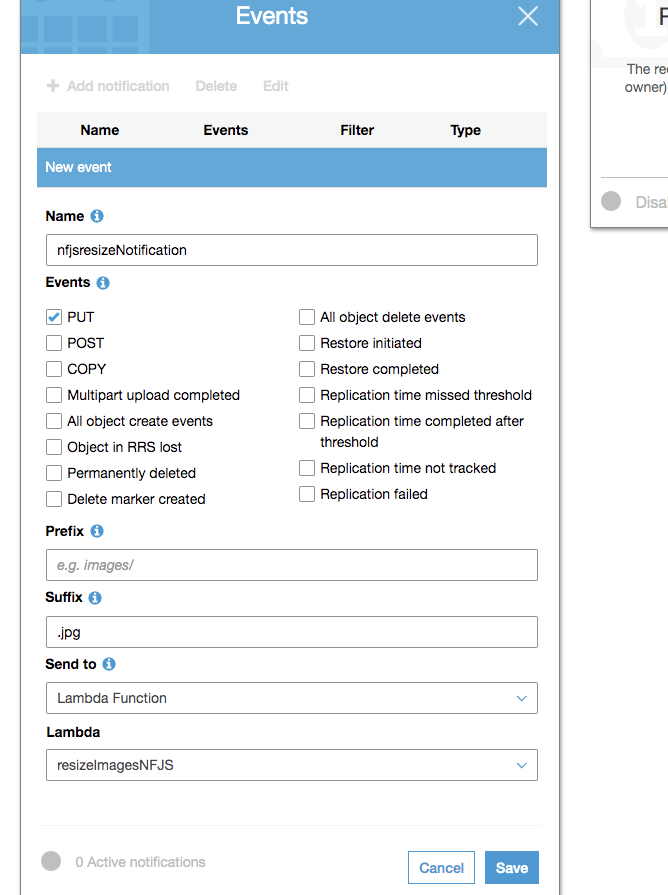 Events
Add notification Delete Edit
Name Events Filter Type
New event
Name
nfjsresizeNotification
Events
PUT
POST
COPY
Multipart upload completed
All object create events
Object in RRS lost
Permanently deleted
Delete marker created
All object delete events
Restore initiated
Restore completed
Replication time missed threshold
Replication time completed after
threshold
Replication time not tracked
Replication failed
Prefix
e.g. images/
Suffix
.jpg
Send to
Lambda Function
Lambda
resizeImagesNFJS
0 Active notifications
Cancel Save
The
owner)